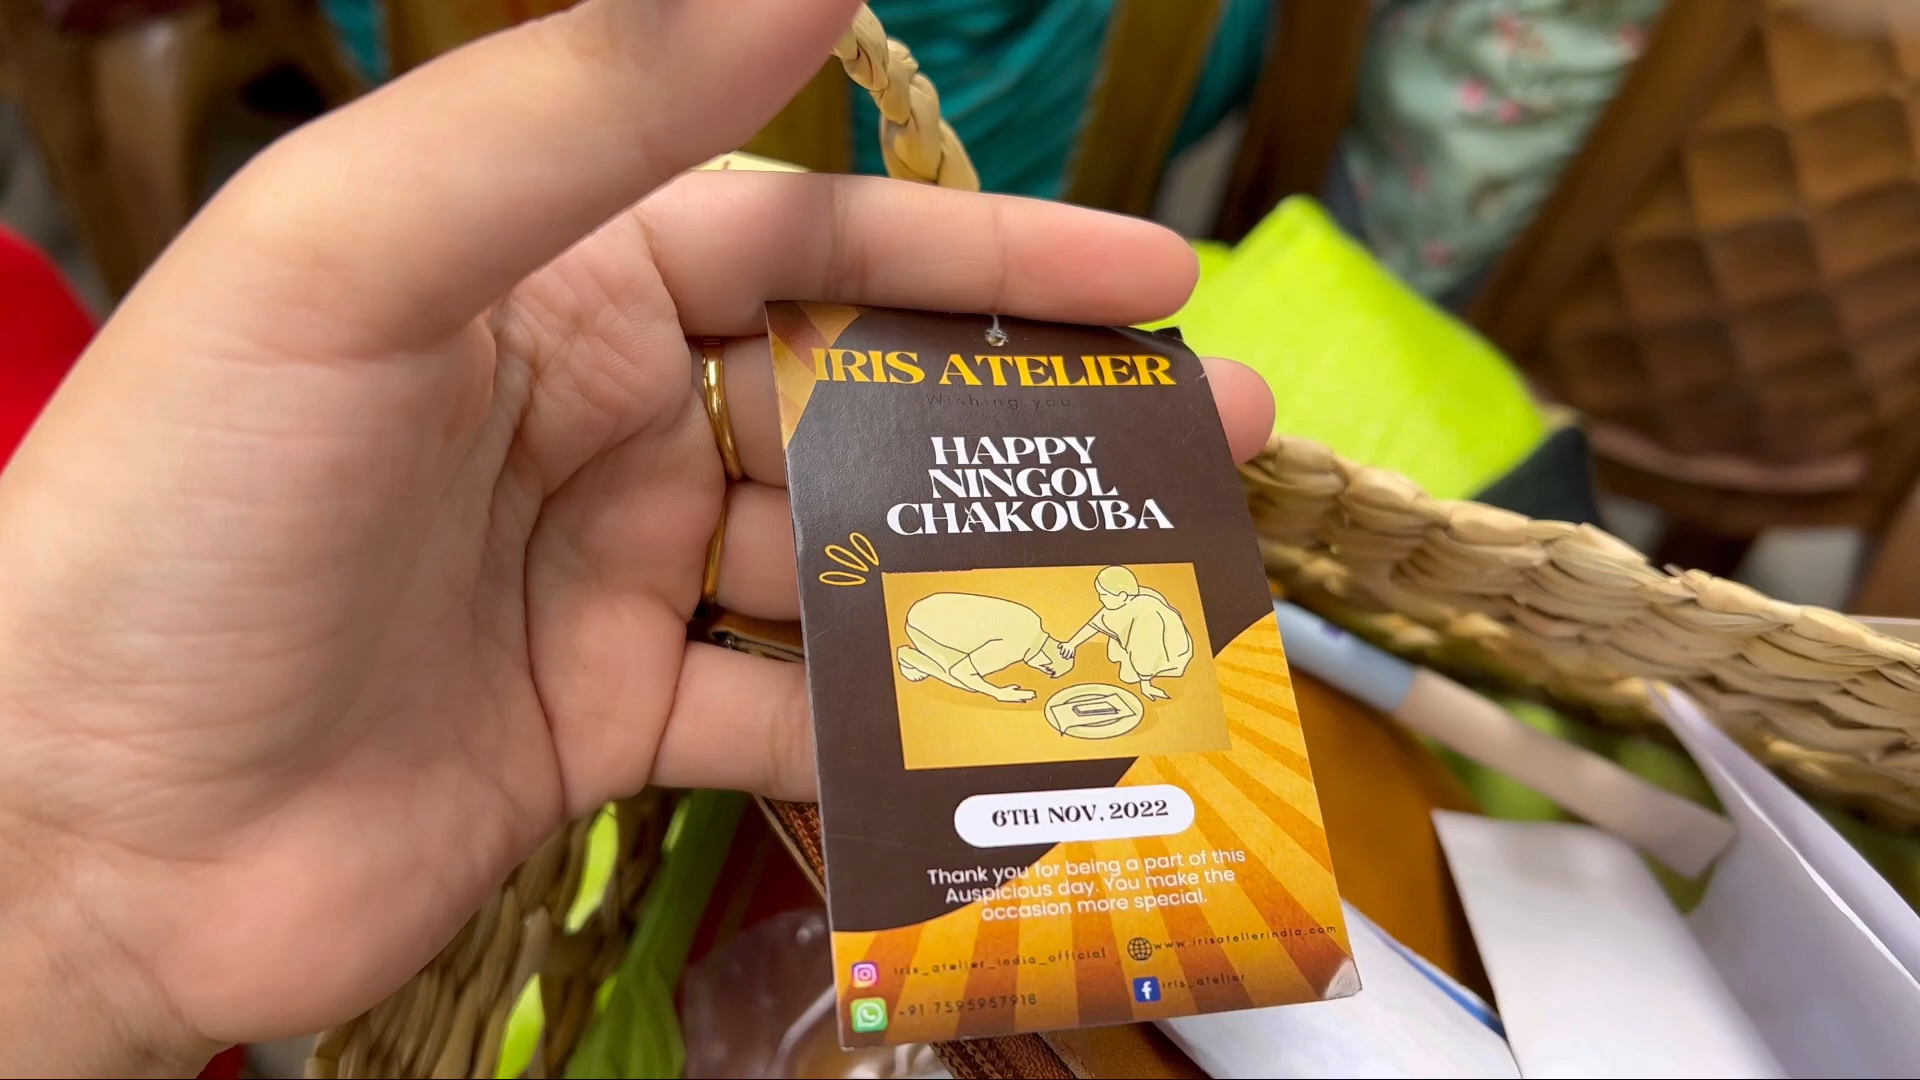 IRIS ATELIER
Wishing you
HAPPY
NINGOL
CHAKOUBA
6TH NOV, 2022
Thank you for being a part of this
Auspicious day. You make the
occasion more special.
iris_atelier_india_official
www.irisatelierindia.com
+91 7595957918
iris_atelier